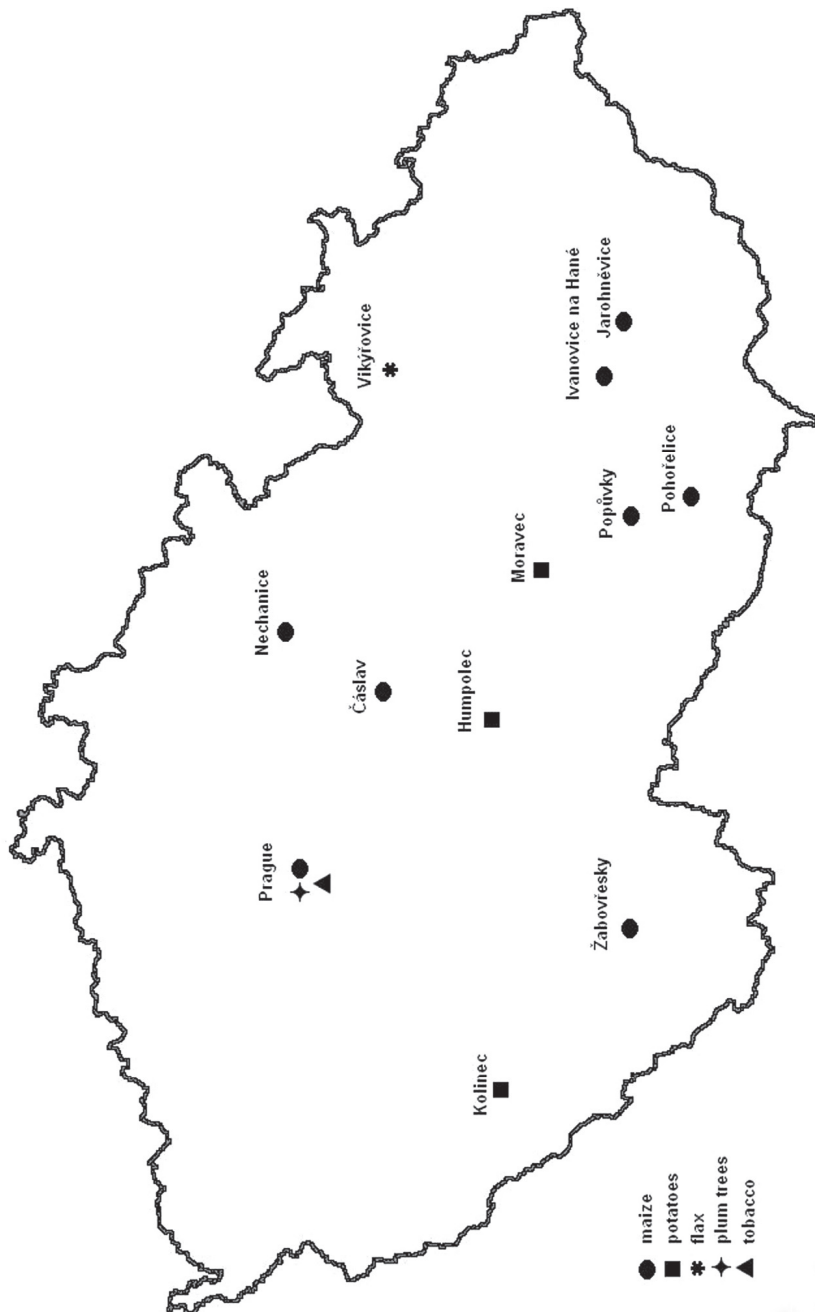 Vikýřovice
Nechanice
Prague
Čáslav
Ivanovice na Hané
Jarohněvice
Humpolec
Moravec
Kolinec
Popůvky
Pohořelice
Žabovřesky
maize
potatoes
flax
plum trees
tobacco